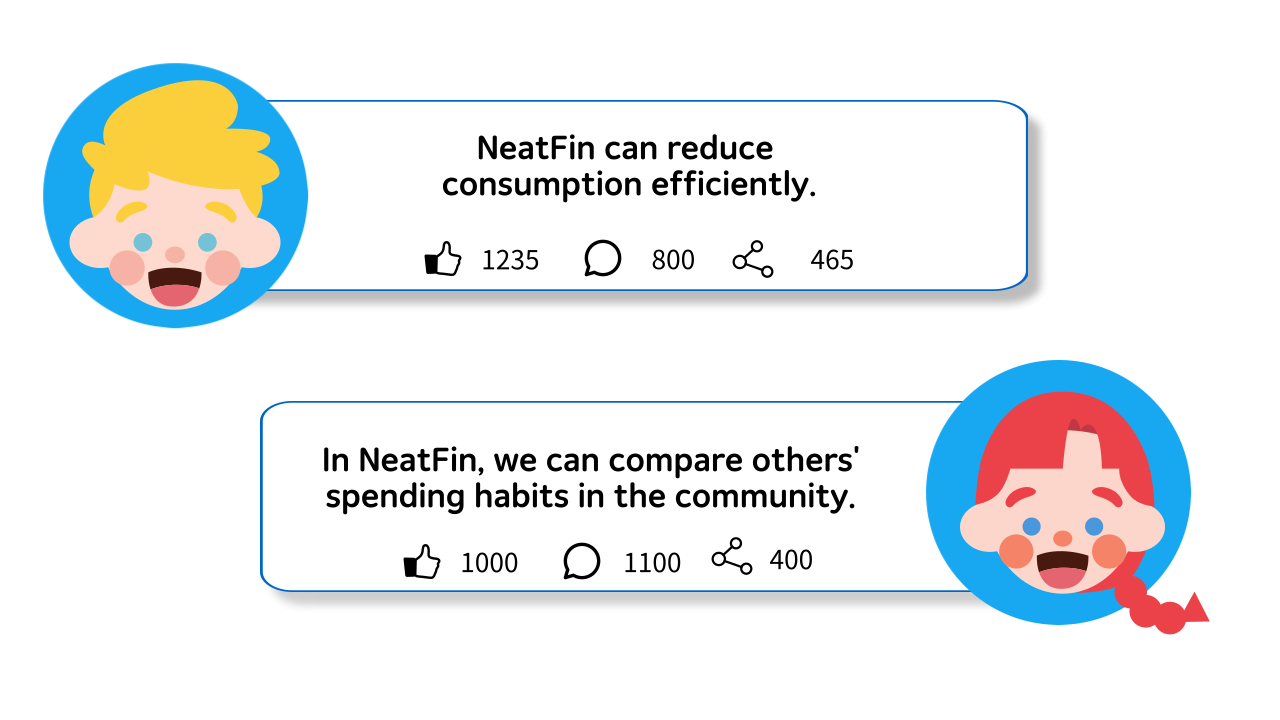 NeatFin can reduce
consumption efficiently.
1235 800 465
In NeatFin, we can compare others'
spending habits in the community.
1000 1100 400